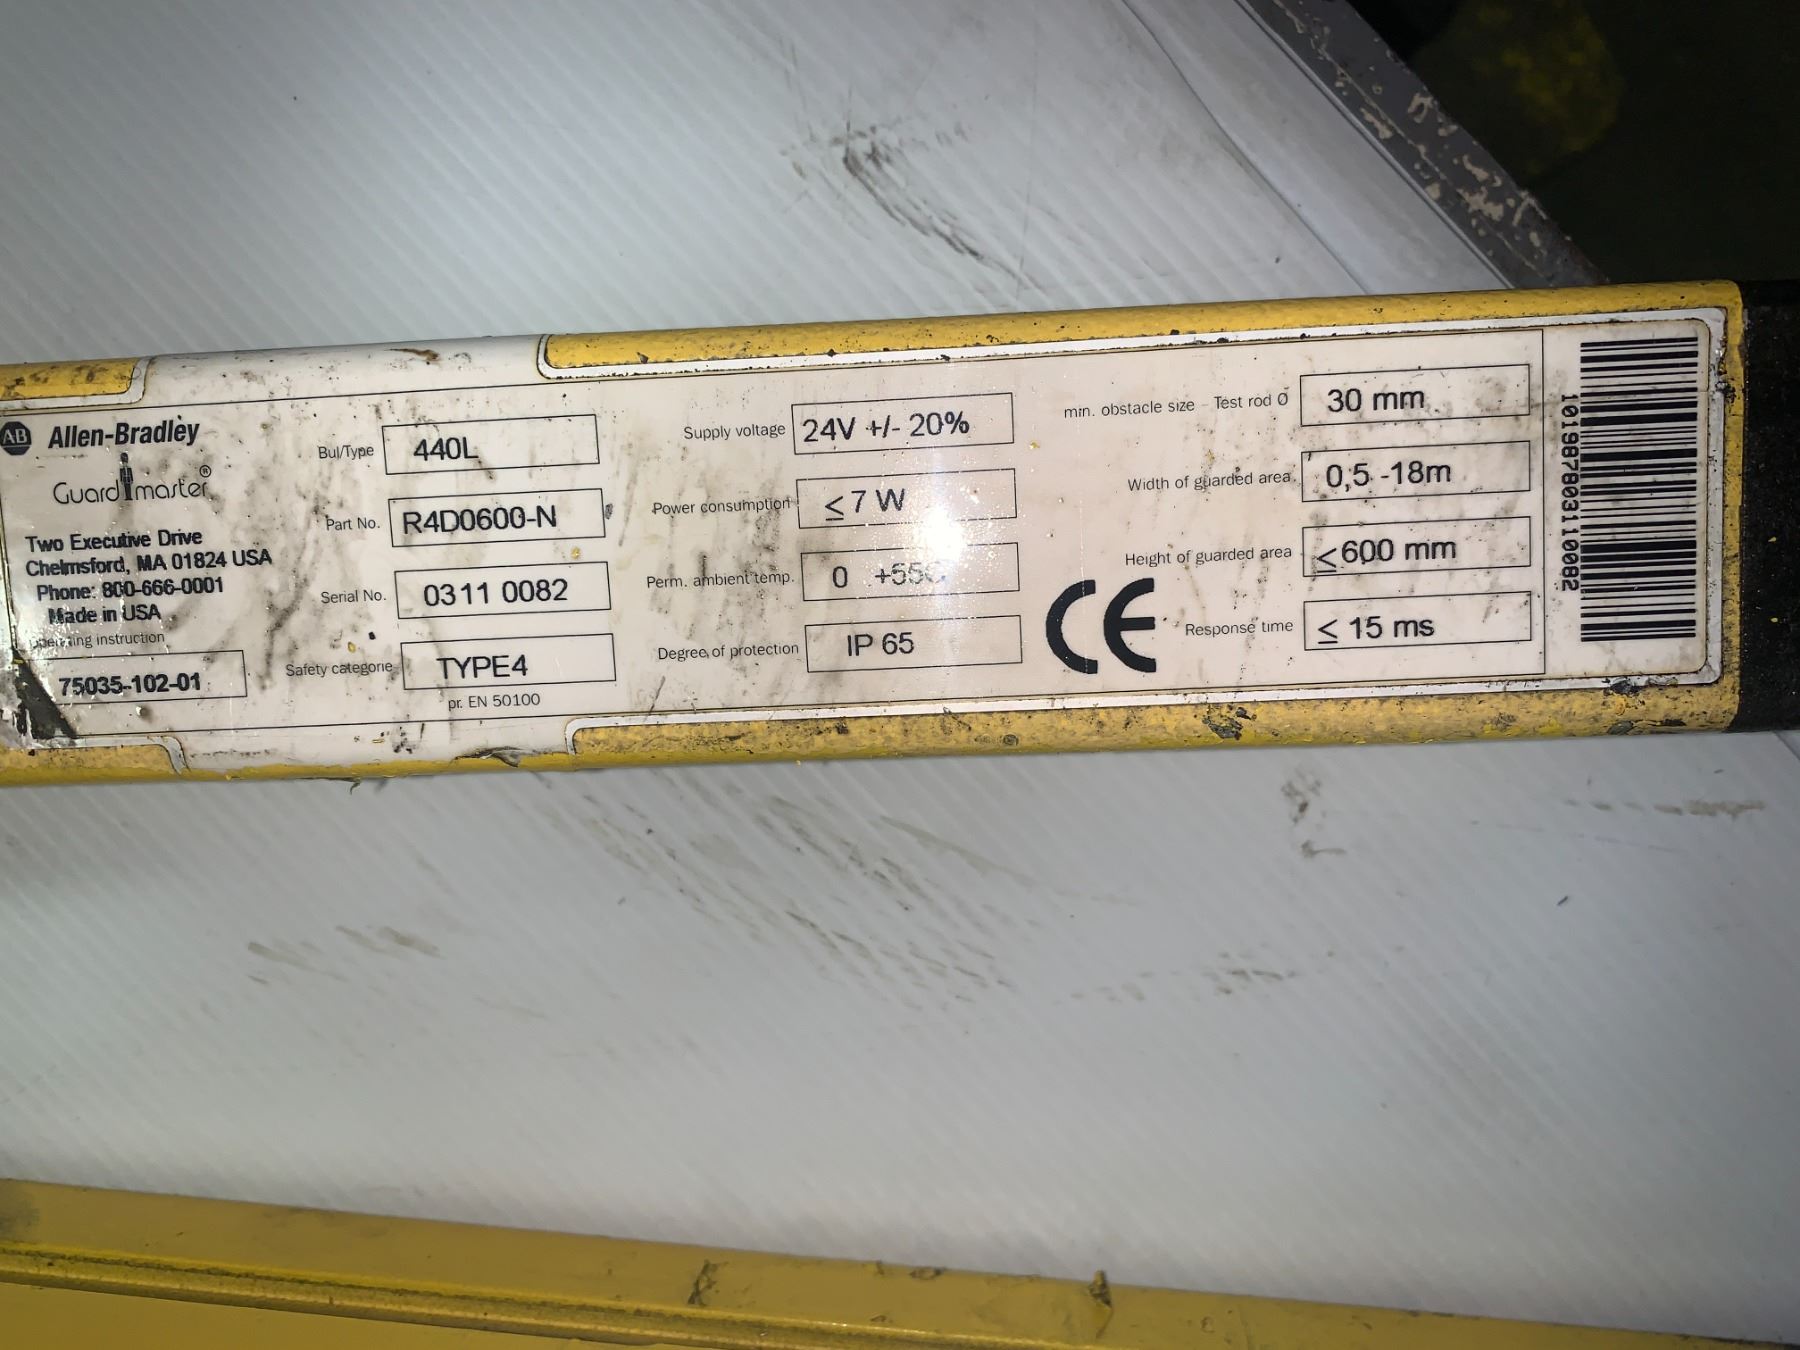 AB Allen-Bradley
Guardmaster®
Two Executive Drive
Chelmsford, MA 01824 USA
Phone: 800-666-0001
Made in USA
operating instruction
75035-102-01
Bul/Type 440L
Part No. R4D0600-N
Serial No. 0311 0082
Safety categorie TYPE4
pr. EN 50100
Supply voltage 24V +/- 20%
Power consumption ≤ 7 W
Perm. ambient temp. 0 +55C
Degree of protection IP 65
CE
min. obstacle size - Test rod Ø 30 mm
Width of guarded area 0,5 -18m
Height of guarded area ≤ 600 mm
Response time ≤ 15 ms
101987803110082